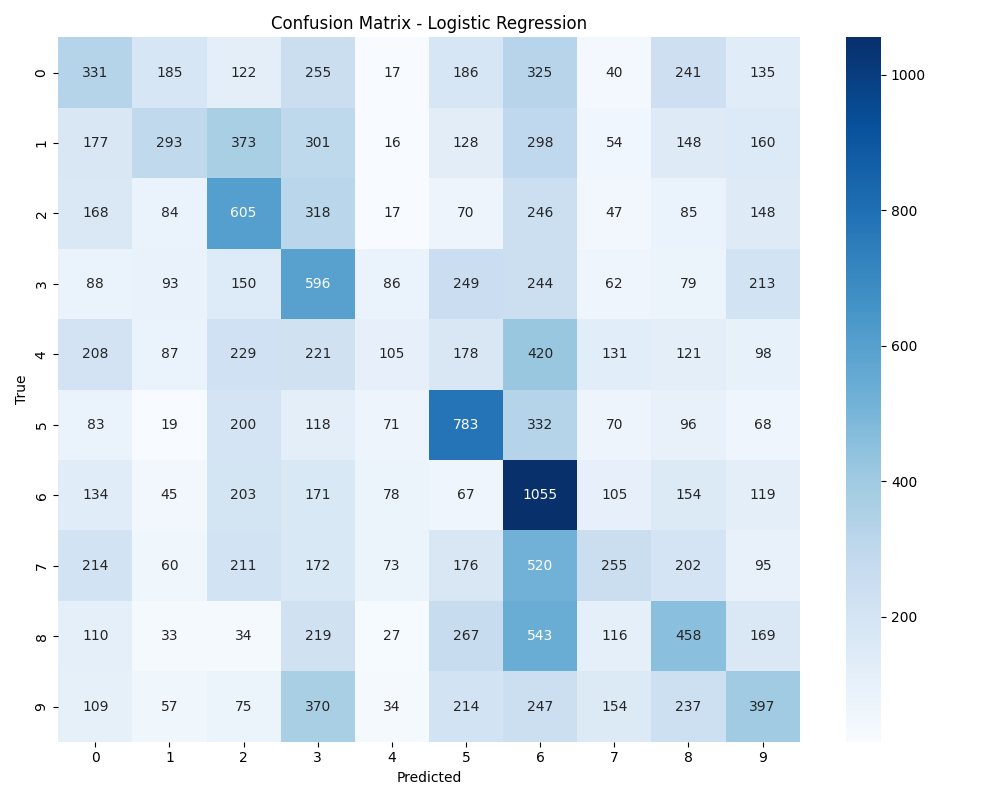 Confusion Matrix - Logistic Regression
0 331 185 122 255 17 186 325 40 241 135
1 177 293 373 301 16 128 298 54 148 160
2 168 84 605 318 17 70 246 47 85 148
3 88 93 150 596 86 249 244 62 79 213
4 208 87 229 221 105 178 420 131 121 98
5 83 19 200 118 71 783 332 70 96 68
6 134 45 203 171 78 67 1055 105 154 119
7 214 60 211 172 73 176 520 255 202 95
8 110 33 34 219 27 267 543 116 458 169
9 109 57 75 370 34 214 247 154 237 397
0 1 2 3 4 5 6 7 8 9
Predicted
True
1000
800
600
400
200